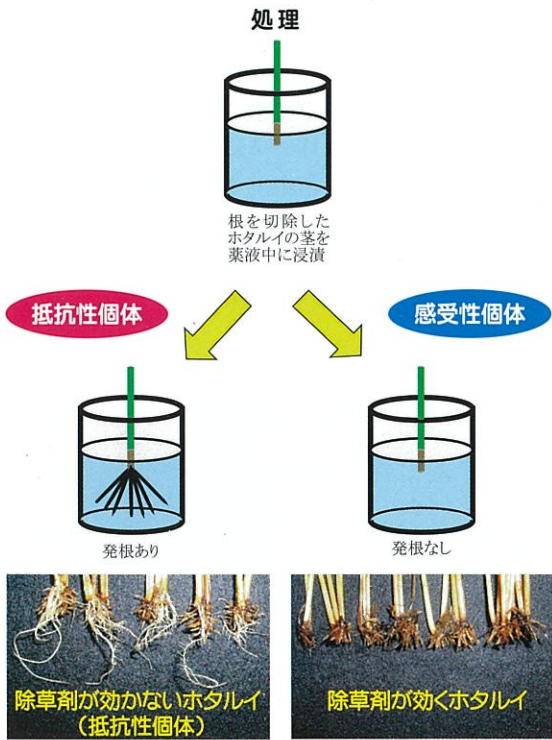 処理
根を切除した
ホタルイの茎を
薬液中に浸漬
抵抗性個体
感受性個体
発根あり
発根なし
除草剤が効かないホタルイ
(抵抗性個体)
除草剤が効くホタルイ